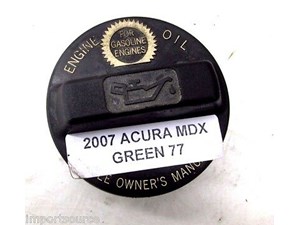 ENGINE OIL
FOR
GASOLINE
ENGINES
2007 ACURA MDX
GREEN 77
OWNER'S MANU
importsource